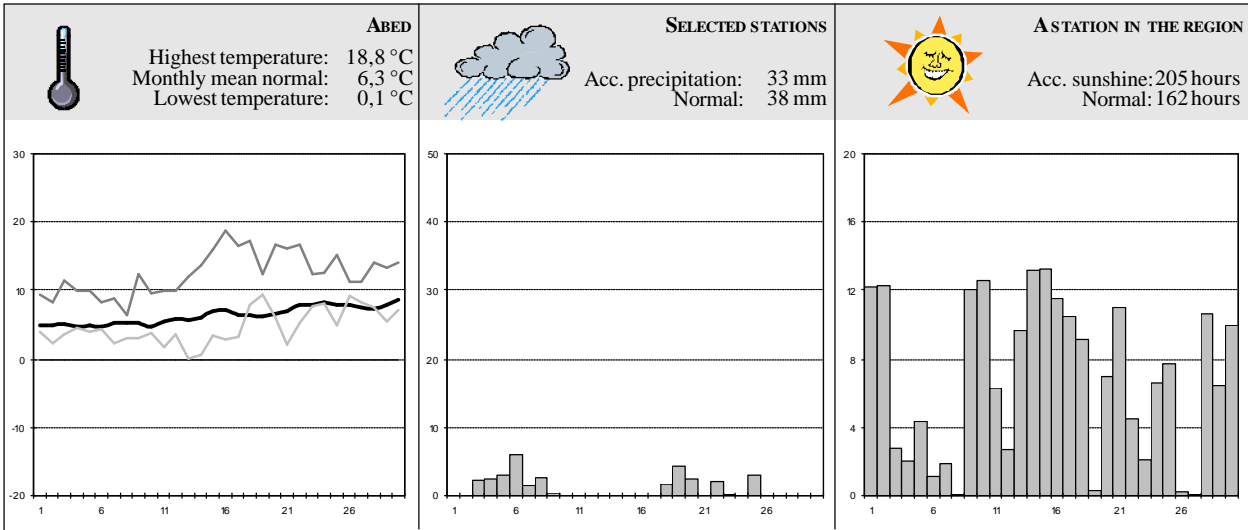 ABED
Highest temperature: 18,8 °C
Monthly mean normal: 6,3 °C
Lowest temperature: 0,1 °C
SELECTED STATIONS
Acc. precipitation: 33 mm
Normal: 38 mm
A STATION IN THE REGION
Acc. sunshine: 205 hours
Normal: 162 hours
30
20
10
0
-10
-20
1 6 11 16 21 26
50
40
30
20
10
0
1 6 11 16 21 26
20
16
12
8
4
0
1 6 11 16 21 26